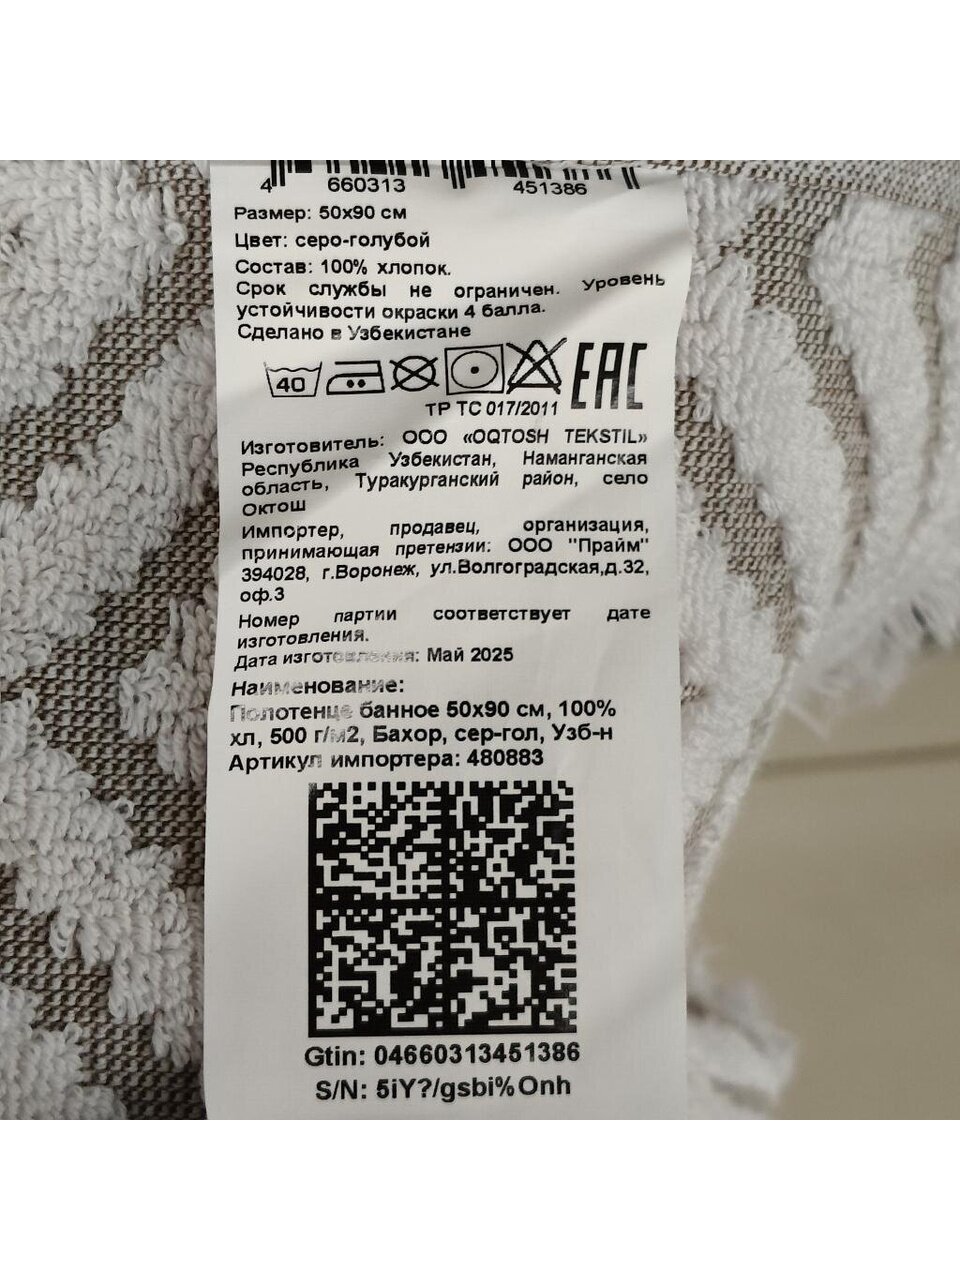 4 660313 451386
Размер: 50х90 см
Цвет: серо-голубой
Состав: 100% хлопок.
Срок службы не ограничен. Уровень
устойчивости окраски 4 балла.
Сделано в Узбекистане
40
EAC
ТР ТС 017/2011
Изготовитель: ООО «OQTOSH TEKSTIL»
Республика Узбекистан, Наманганская
область, Туракурганский район, село
Октош
Импортер, продавец, организация,
принимающая претензии: ООО "Прайм"
394028, г.Воронеж, ул.Волгоградская,д.32,
оф.3
Номер партии соответствует дате
изготовления.
Дата изготовления: Май 2025
Наименование:
Полотенце банное 50х90 см, 100%
хл, 500 г/м2, Бахор, сер-гол, Узб-н
Артикул импортера: 480883
Gtin: 04660313451386
S/N: 5iY?/gsbi%Onh